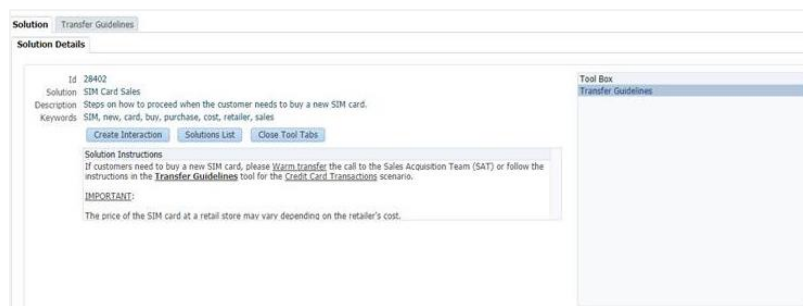 Solution Transfer Guidelines
Solution Details
Id 28402
Solution SIM Card Sales
Description Steps on how to proceed when the customer needs to buy a new SIM card.
Keywords SIM, new, card, buy, purchase, cost, retailer, sales
Create Interaction Solutions List Close Tool Tabs
Solution Instructions
If customers need to buy a new SIM card, please Warm transfer the call to the Sales Acquisition Team (SAT) or follow the
instructions in the Transfer Guidelines tool for the Credit Card Transactions scenario.
IMPORTANT:
The price of the SIM card at a retail store may vary depending on the retailer's cost.
Tool Box
Transfer Guidelines